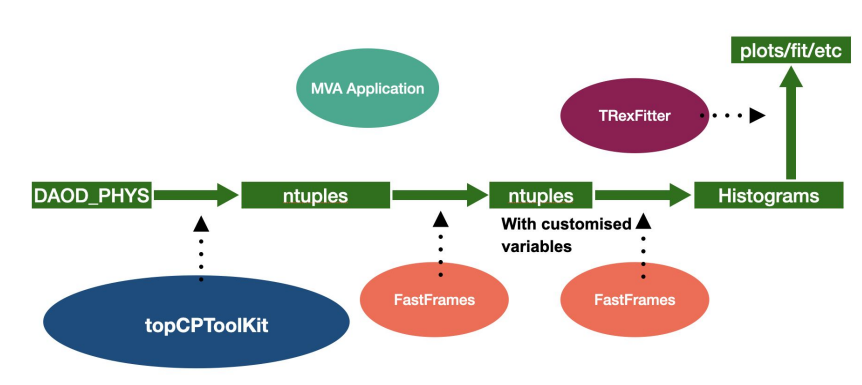 plots/fit/etc
MVA Application
TRexFitter
DAOD_PHYS
ntuples
ntuples
Histograms
With customised
variables
FastFrames
FastFrames
topCPToolKit